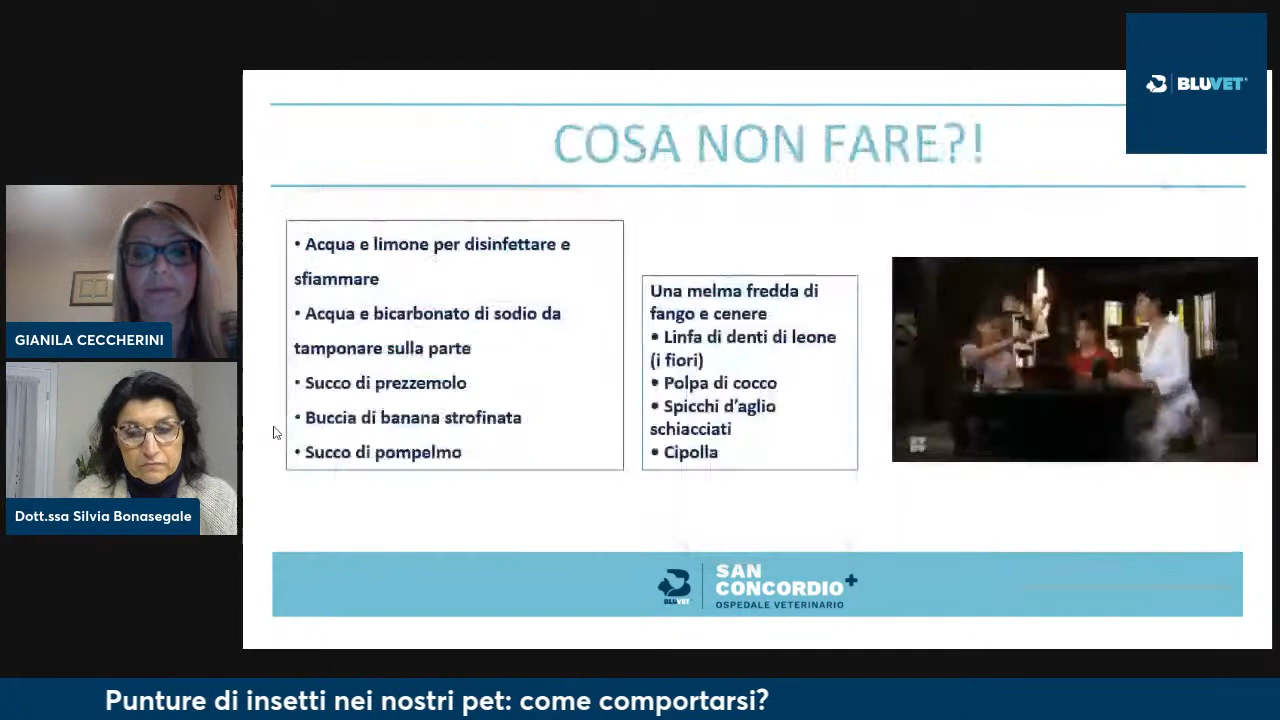 BLUVET
COSA NON FARE?!
• Acqua e limone per disinfettare e
sfiammare
• Acqua e bicarbonato di sodio da
tamponare sulla parte
• Succo di prezzemolo
• Buccia di banana strofinata
• Succo di pompelmo
Una melma fredda di
fango e cenere
• Linfa di denti di leone
(i fiori)
• Polpa di cocco
• Spicchi d'aglio
schiacciati
• Cipolla
GIANILA CECCHERINI
Dott.ssa Silvia Bonasegale
BLUVET
SAN
CONCORDIO+
OSPEDALE VETERINARIO
Punture di insetti nei nostri pet: come comportarsi?